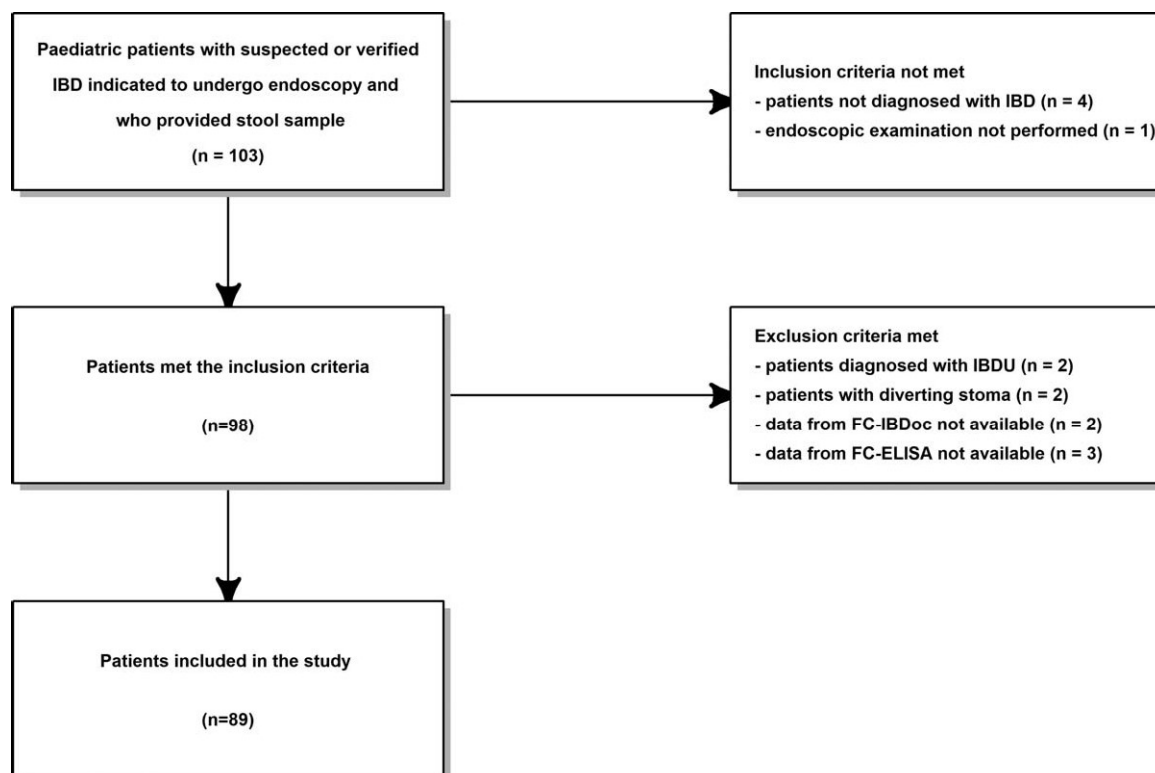 Paediatric patients with suspected or verified
IBD indicated to undergo endoscopy and
who provided stool sample
(n = 103)
Inclusion criteria not met
- patients not diagnosed with IBD (n = 4)
- endoscopic examination not performed (n = 1)
Patients met the inclusion criteria
(n=98)
Exclusion criteria met
- patients diagnosed with IBDU (n = 2)
- patients with diverting stoma (n = 2)
- data from FC-IBDoc not available (n = 2)
- data from FC-ELISA not available (n = 3)
Patients included in the study
(n=89)